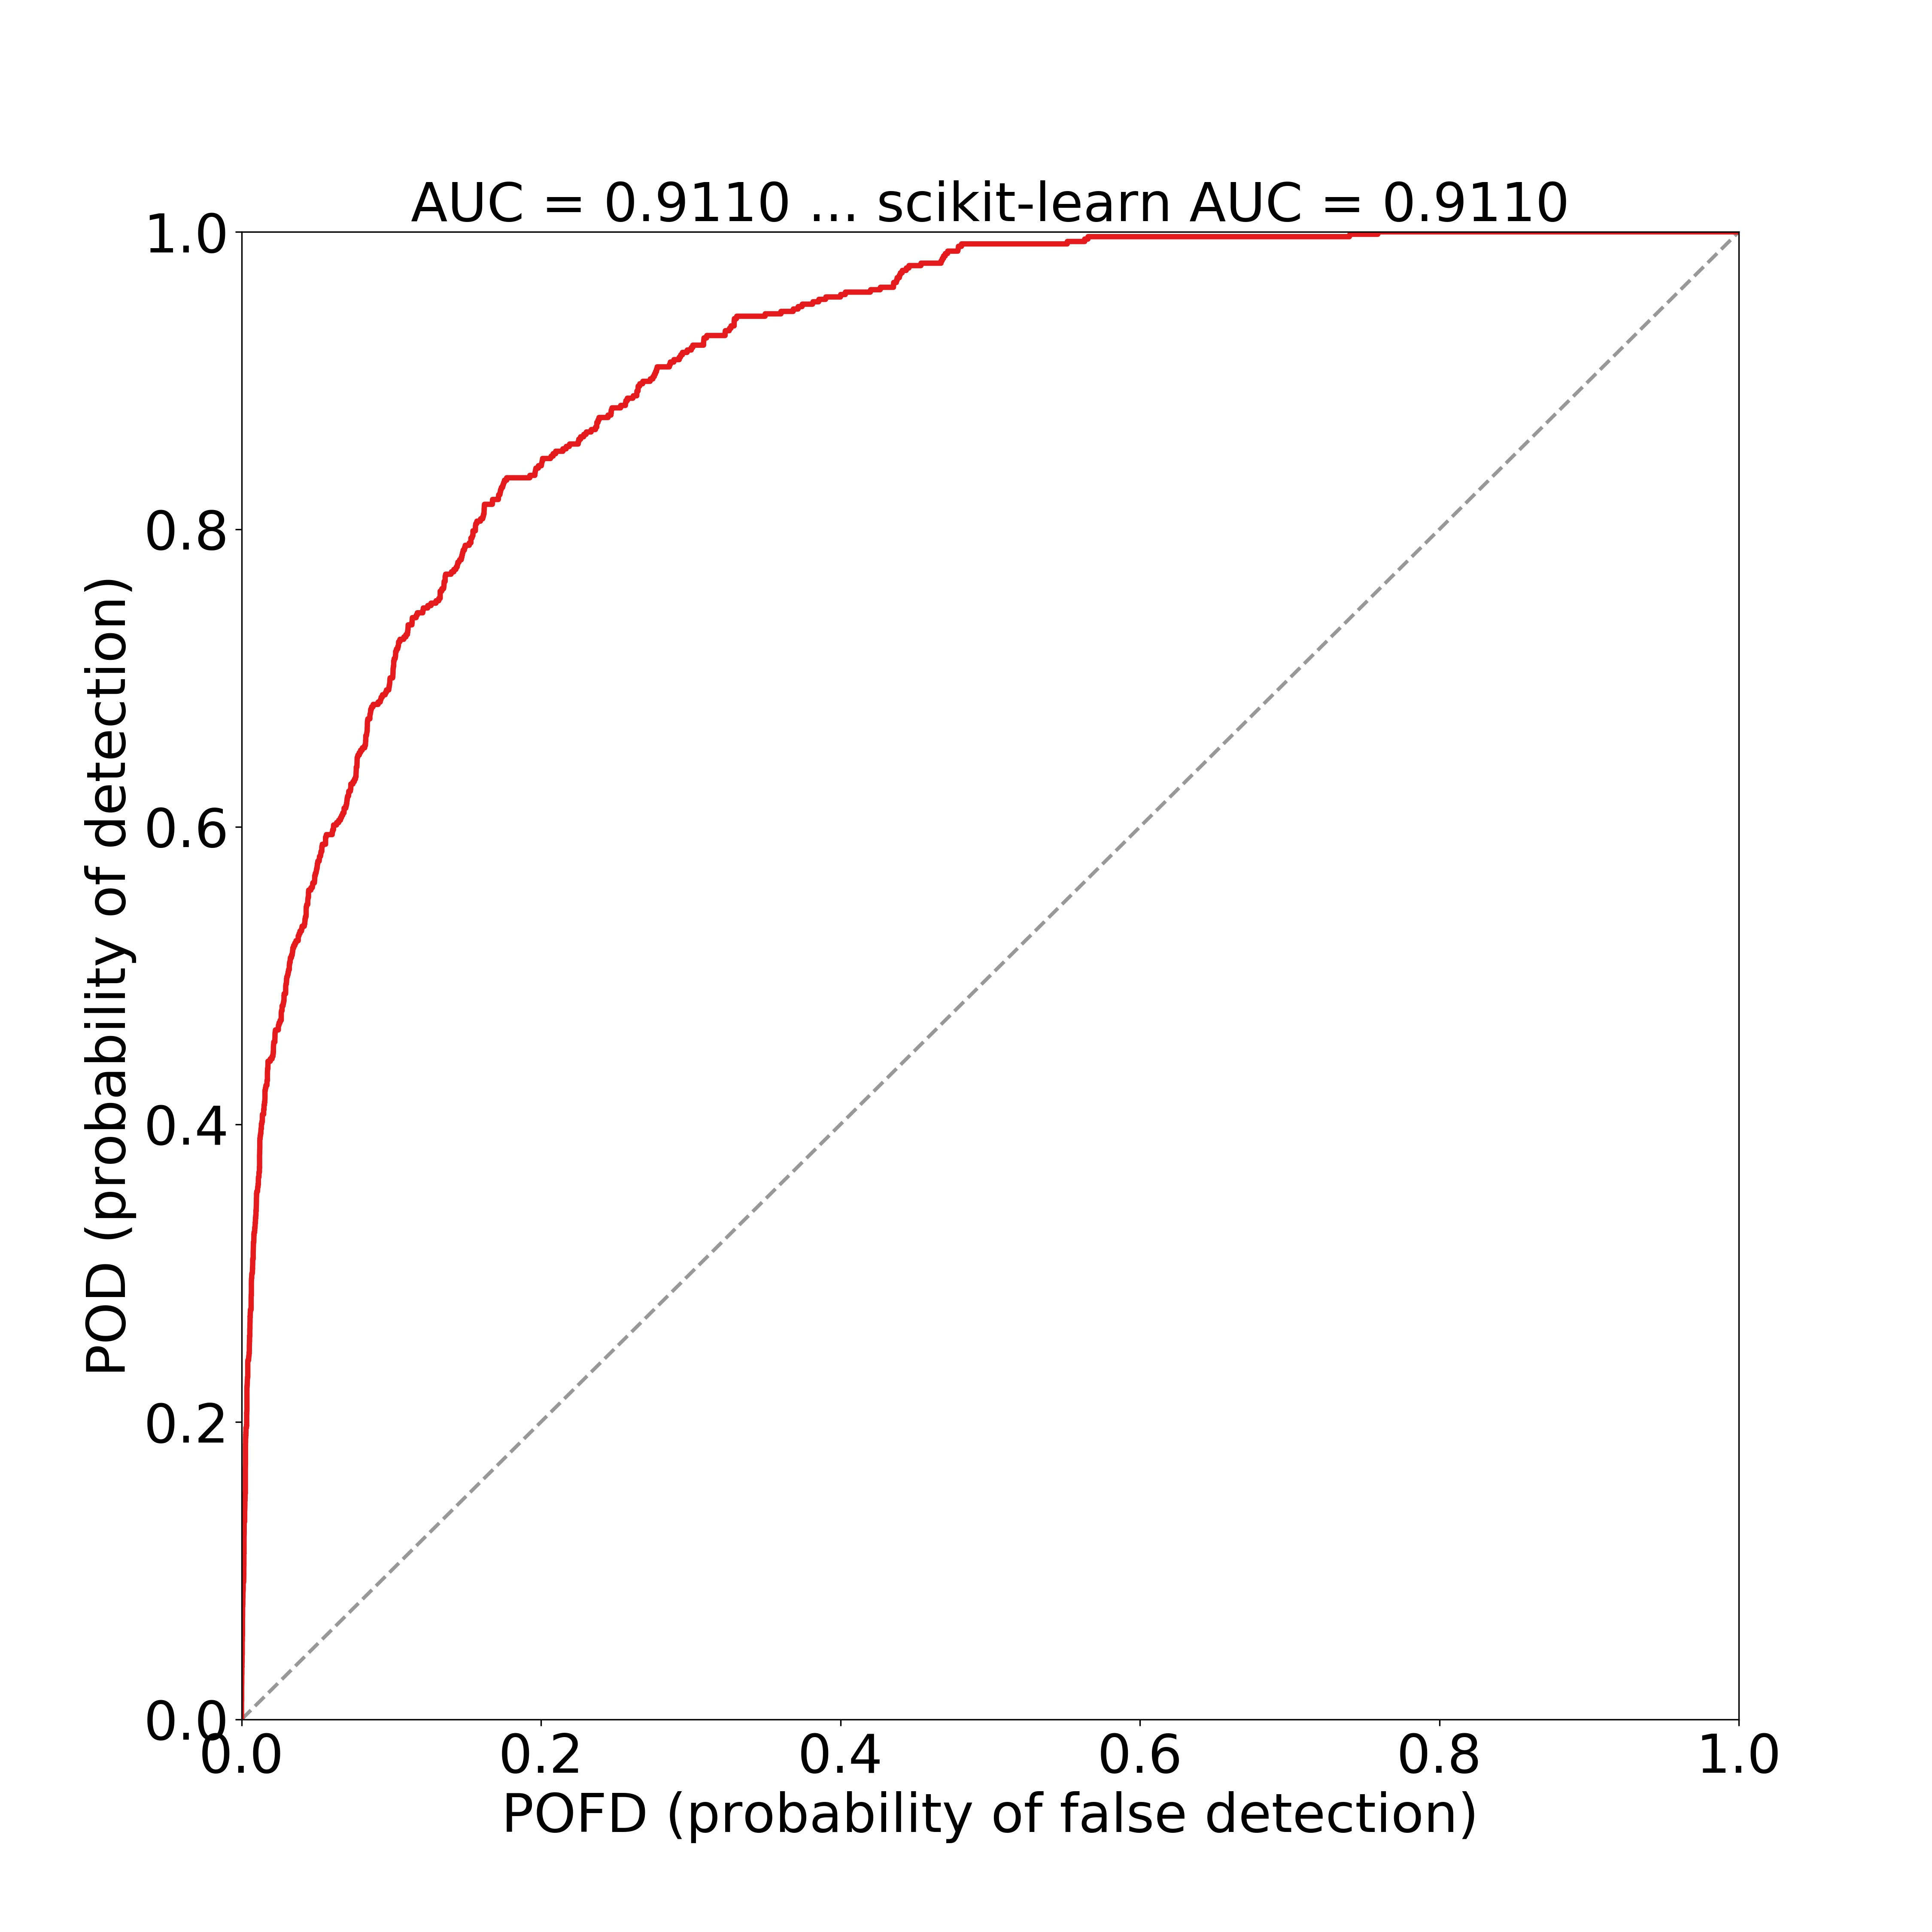 AUC = 0.9110 ... scikit-learn AUC = 0.9110
1.0
0.8
0.6
0.4
0.2
0.0
POD (probability of detection)
0.0 0.2 0.4 0.6 0.8 1.0
POFD (probability of false detection)